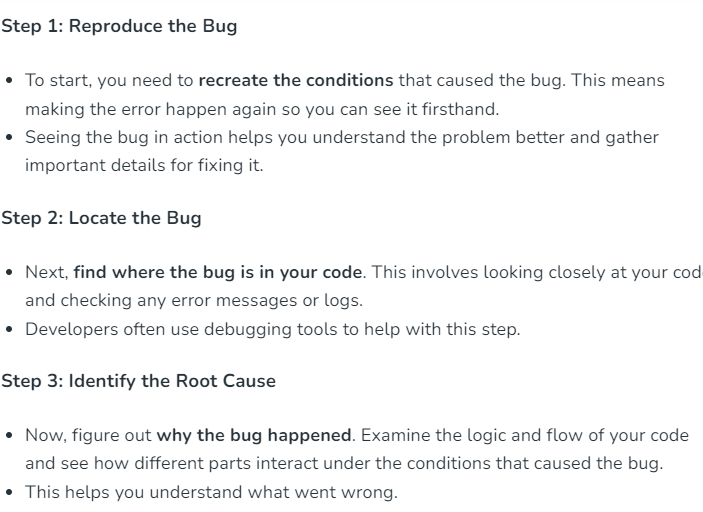 Step 1: Reproduce the Bug
To start, you need to recreate the conditions that caused the bug. This means
making the error happen again so you can see it firsthand.
Seeing the bug in action helps you understand the problem better and gather
important details for fixing it.
Step 2: Locate the Bug
Next, find where the bug is in your code. This involves looking closely at your cod
and checking any error messages or logs.
Developers often use debugging tools to help with this step.
Step 3: Identify the Root Cause
Now, figure out why the bug happened. Examine the logic and flow of your code
and see how different parts interact under the conditions that caused the bug.
This helps you understand what went wrong.